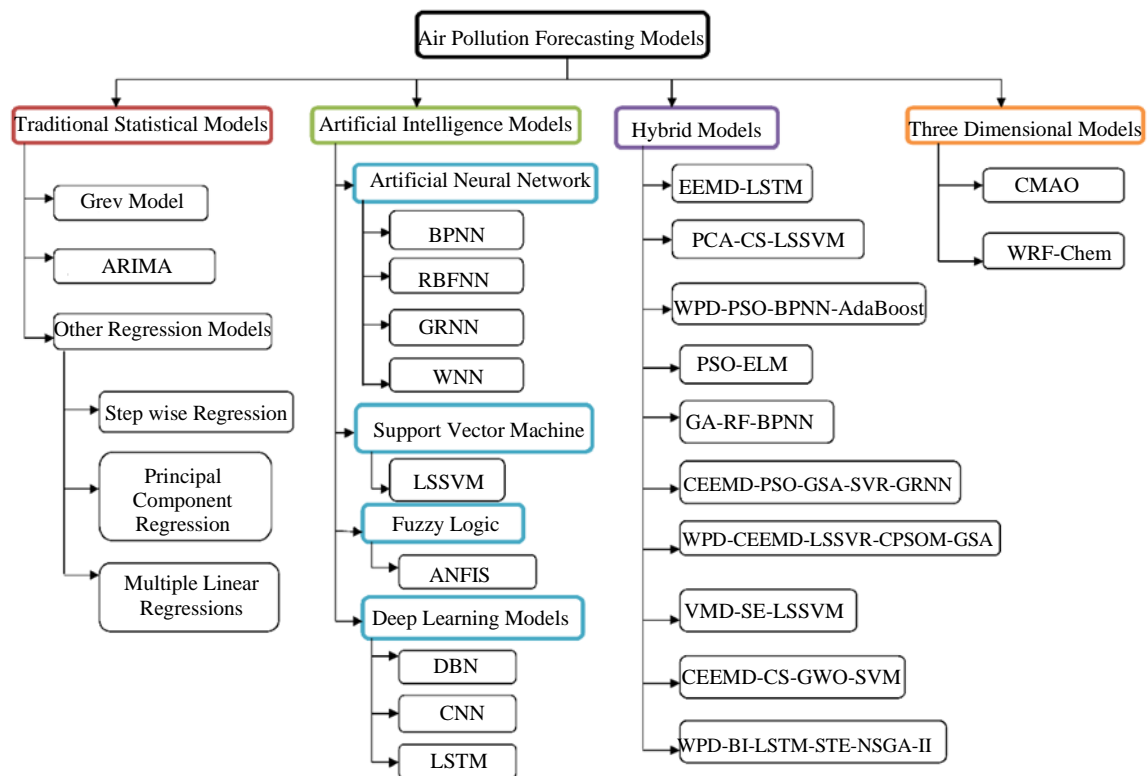 Air Pollution Forecasting Models
Traditional Statistical Models
Grev Model
ARIMA
Other Regression Models
Step wise Regression
Principal
Component
Regression
Multiple Linear
Regressions
Artificial Intelligence Models
Artificial Neural Network
BPNN
RBFNN
GRNN
WNN
Support Vector Machine
LSSVM
Fuzzy Logic
ANFIS
Deep Learning Models
DBN
CNN
LSTM
Hybrid Models
EEMD-LSTM
PCA-CS-LSSVM
WPD-PSO-BPNN-AdaBoost
PSO-ELM
GA-RF-BPNN
CEEMD-PSO-GSA-SVR-GRNN
WPD-CEEMD-LSSVR-CPSOM-GSA
VMD-SE-LSSVM
CEEMD-CS-GWO-SVM
WPD-BI-LSTM-STE-NSGA-II
Three Dimensional Models
CMAO
WRF-Chem